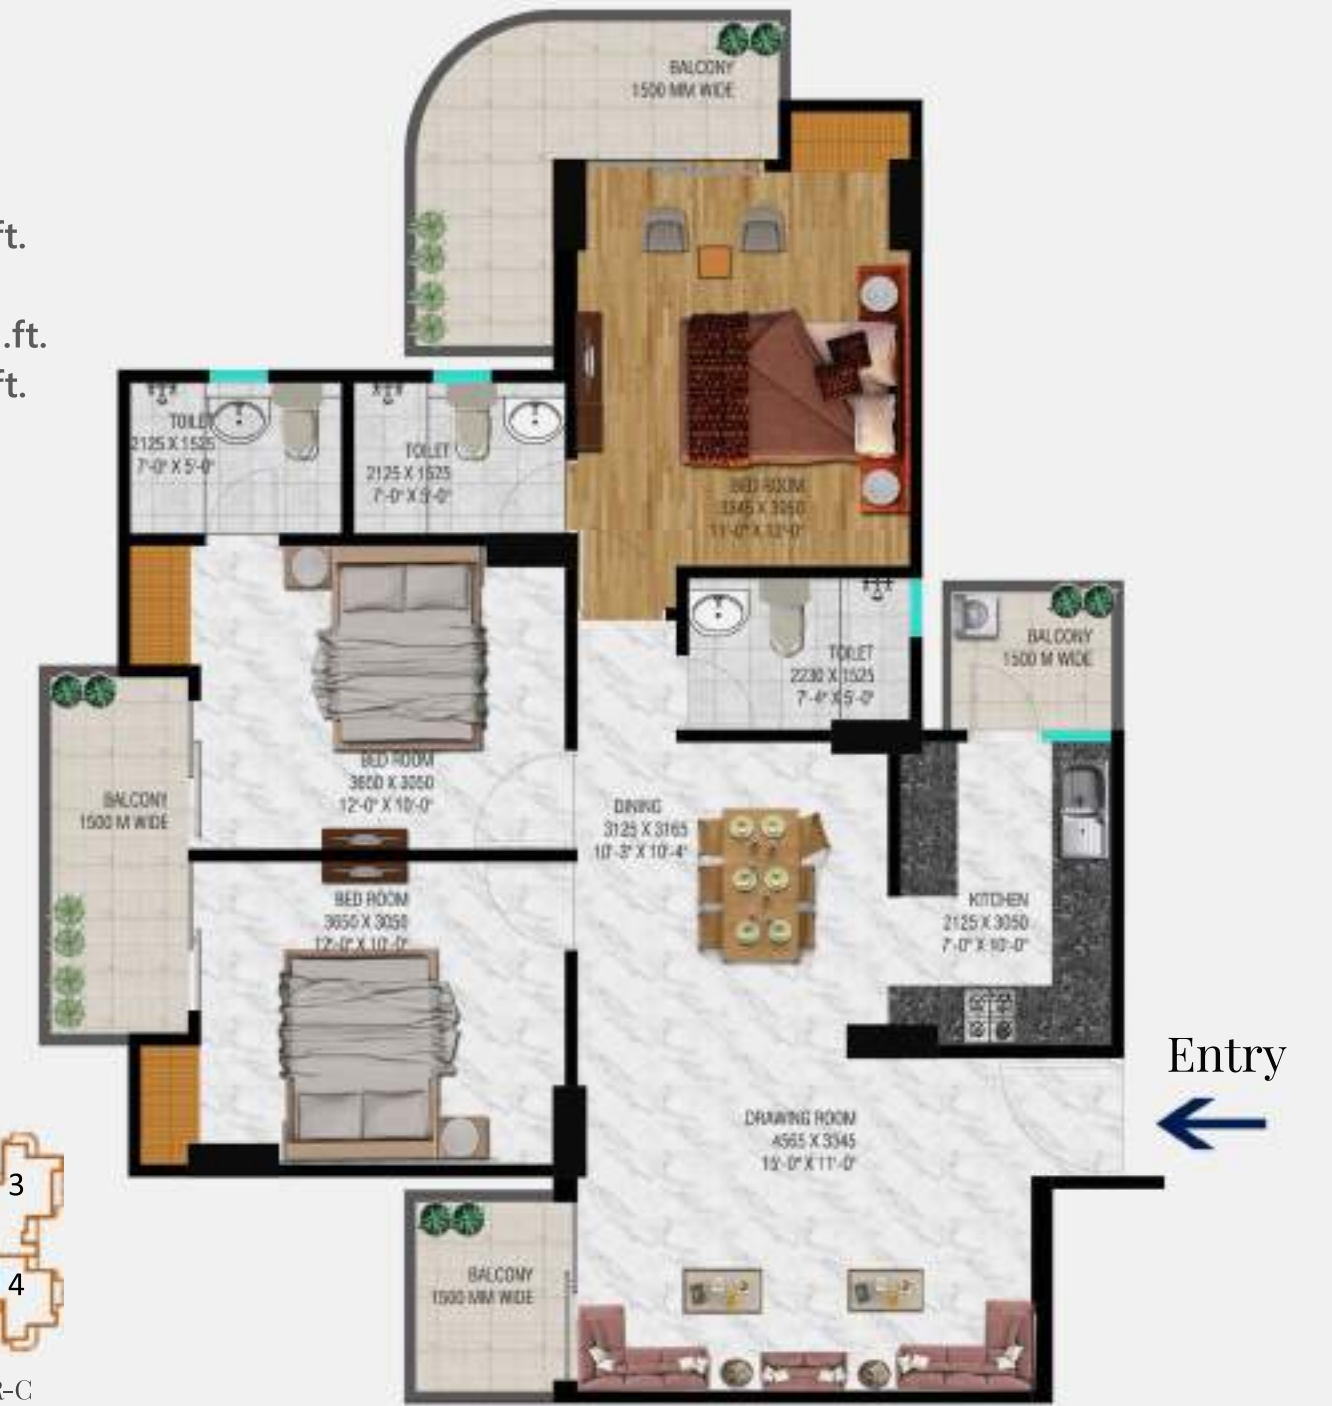 BALCONY
1500 MM WIDE
ft.
.ft.
ft.
TOILET
2125 X 1525
7'-0" X 5'-0"
TOILET
2125 X 1525
7'-0" X 5'-0"
BED ROOM
3345 X
11'-0" X 13'-0"
TOILET
2230 X 1525
7'-4" X 5'-0"
BALCONY
1500 M WIDE
BED ROOM
3650 X 3050
12'-0" X 10'-0"
BALCONY
1500 M WIDE
DINING
3125 X 3165
10'-3" X 10'-4"
BED ROOM
3650 X 3050
12'-0" X 10'-0"
KITCHEN
2125 X 3050
7'-0" X 10'-0"
Entry
DRAWING ROOM
4565 X 3345
15'-0" X 11'-0"
3
4
BALCONY
1500 MM WIDE
R-C